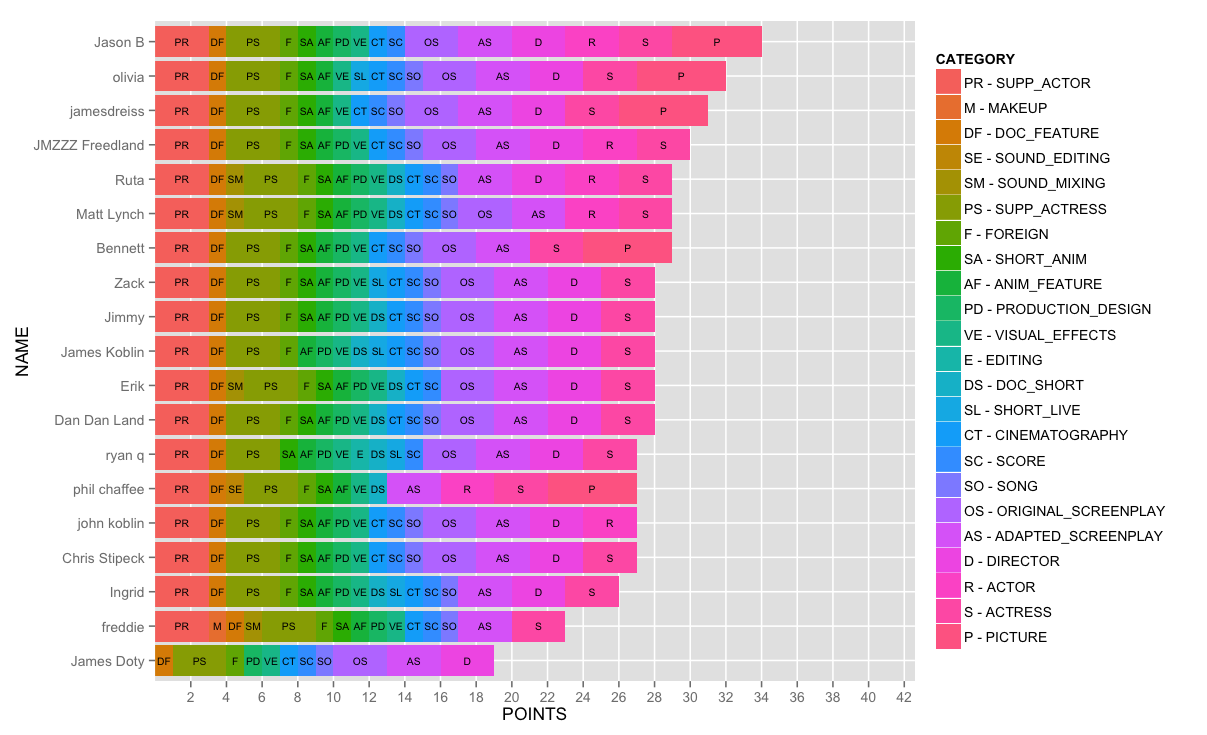 Jason B PR DF PS F SA AF PD VE CT SC OS AS D R S P
olivia PR DF PS F SA AF VE SL CT SC SO OS AS D S P
jamesdreiss PR DF PS F SA AF VE CT SC SO OS AS D S P
JMZZZ Freedland PR DF PS F SA AF PD VE CT SC SO OS AS D R S
Ruta PR DF SM PS F SA AF PD VE DS CT SC SO AS D R S
Matt Lynch PR DF SM PS F SA AF PD VE DS CT SC SO OS AS R S
Bennett PR DF PS F SA AF PD VE CT SC SO OS AS S P
Zack PR DF PS F SA AF PD VE SL CT SC SO OS AS D S
Jimmy PR DF PS F SA AF PD VE DS CT SC SO OS AS D S
James Koblin PR DF PS F AF PD VE DS SL CT SC SO OS AS D S
Erik PR DF SM PS F SA AF PD VE DS CT SC OS AS D S
Dan Dan Land PR DF PS F SA AF PD VE DS CT SC SO OS AS D S
ryan q PR DF PS SA AF PD VE E DS SL SC OS AS D S
phil chaffee PR DF SE PS F SA AF VE DS AS R S P
john koblin PR DF PS F SA AF PD VE CT SC SO OS AS D R
Chris Stipeck PR DF PS F SA AF PD VE CT SC SO OS AS D S
Ingrid PR DF PS F SA AF PD VE DS SL CT SC SO AS D S
freddie PR M DF SM PS F SA AF PD VE CT SC SO AS S
James Doty DF PS F PD VE CT SC SO OS AS D
NAME
2 4 6 8 10 12 14 16 18 20 22 24 26 28 30 32 34 36 38 40 42
POINTS
CATEGORY
PR - SUPP_ACTOR
M - MAKEUP
DF - DOC_FEATURE
SE - SOUND_EDITING
SM - SOUND_MIXING
PS - SUPP_ACTRESS
F - FOREIGN
SA - SHORT_ANIM
AF - ANIM_FEATURE
PD - PRODUCTION_DESIGN
VE - VISUAL_EFFECTS
E - EDITING
DS - DOC_SHORT
SL - SHORT_LIVE
CT - CINEMATOGRAPHY
SC - SCORE
SO - SONG
OS - ORIGINAL_SCREENPLAY
AS - ADAPTED_SCREENPLAY
D - DIRECTOR
R - ACTOR
S - ACTRESS
P - PICTURE